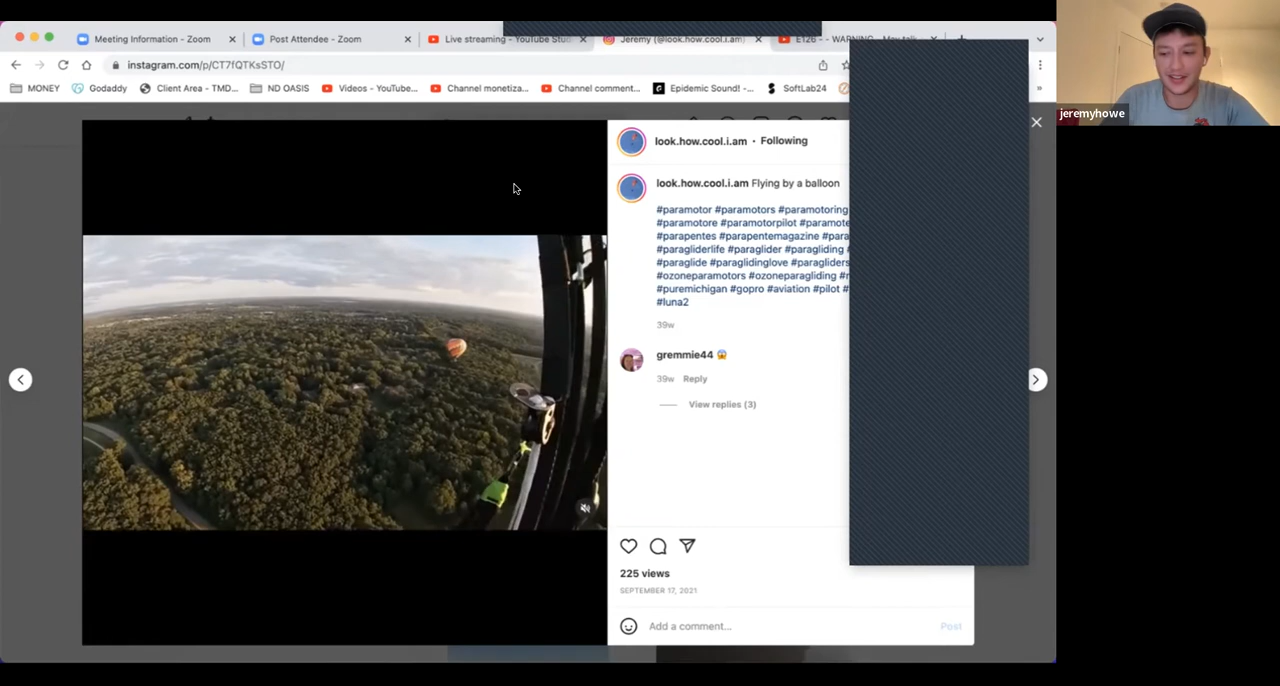 Meeting Information - Zoom
Post Attendee - Zoom
Live streaming - YouTube Stu
Jeremy (@look.how.cool.i.am)
E126 - - WARNING
instagram.com/p/CT7fQTKsSTO/
MONEY
Godaddy
Client Area - TMD...
ND OASIS
Videos - YouTube...
Channel monetiza...
Channel comment...
Epidemic Sound! -...
SoftLab24
jeremyhowe
look.how.cool.i.am • Following
look.how.cool.i.am Flying by a balloon
#paramotor #paramotors #paramotoring
#paramotore #paramotorpilot #paramote
#parapentes #parapentemagazine #para
#paragliderlife #paraglider #paragliding #
#paraglide #paraglidinglove #paragliders
#ozoneparamotors #ozoneparagliding #
#puremichigan #gopro #aviation #pilot #
#luna2
39w
gremmie44 😱
39w Reply
View replies (3)
225 views
SEPTEMBER 17, 2021
Add a comment...
Post